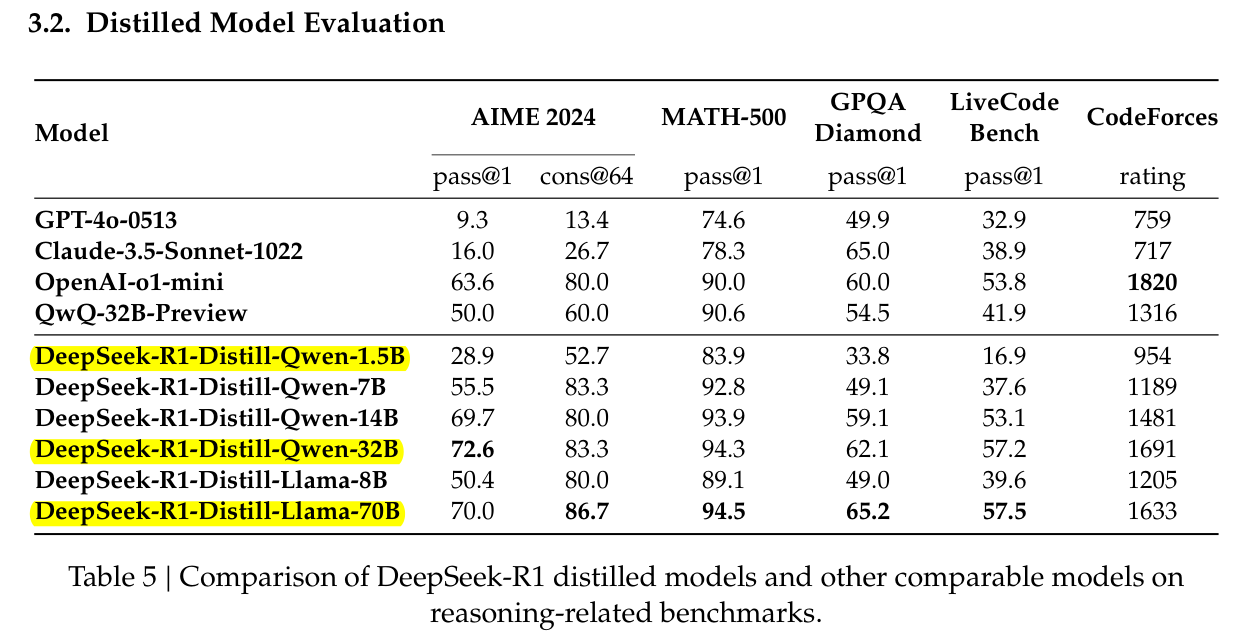 3.2. Distilled Model Evaluation
Model AIME 2024 MATH-500 GPQA Diamond LiveCode Bench CodeForces
pass@1 cons@64 pass@1 pass@1 pass@1 rating
GPT-4o-0513 9.3 13.4 74.6 49.9 32.9 759
Claude-3.5-Sonnet-1022 16.0 26.7 78.3 65.0 38.9 717
OpenAI-o1-mini 63.6 80.0 90.0 60.0 53.8 1820
QwQ-32B-Preview 50.0 60.0 90.6 54.5 41.9 1316
DeepSeek-R1-Distill-Qwen-1.5B 28.9 52.7 83.9 33.8 16.9 954
DeepSeek-R1-Distill-Qwen-7B 55.5 83.3 92.8 49.1 37.6 1189
DeepSeek-R1-Distill-Qwen-14B 69.7 80.0 93.9 59.1 53.1 1481
DeepSeek-R1-Distill-Qwen-32B 72.6 83.3 94.3 62.1 57.2 1691
DeepSeek-R1-Distill-Llama-8B 50.4 80.0 89.1 49.0 39.6 1205
DeepSeek-R1-Distill-Llama-70B 70.0 86.7 94.5 65.2 57.5 1633
Table 5 | Comparison of DeepSeek-R1 distilled models and other comparable models on
reasoning-related benchmarks.